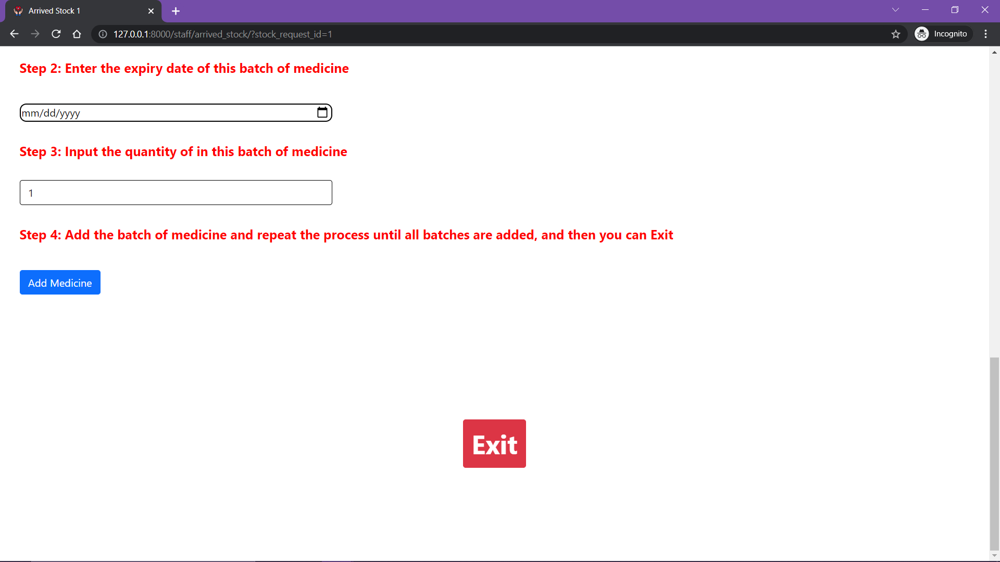 Arrived Stock 1
127.0.0.1:8000/staff/arrived_stock/?stock_request_id=1
Incognito
Step 2: Enter the expiry date of this batch of medicine
mm/dd/yyyy
Step 3: Input the quantity of in this batch of medicine
1
Step 4: Add the batch of medicine and repeat the process until all batches are added, and then you can Exit
Add Medicine
Exit